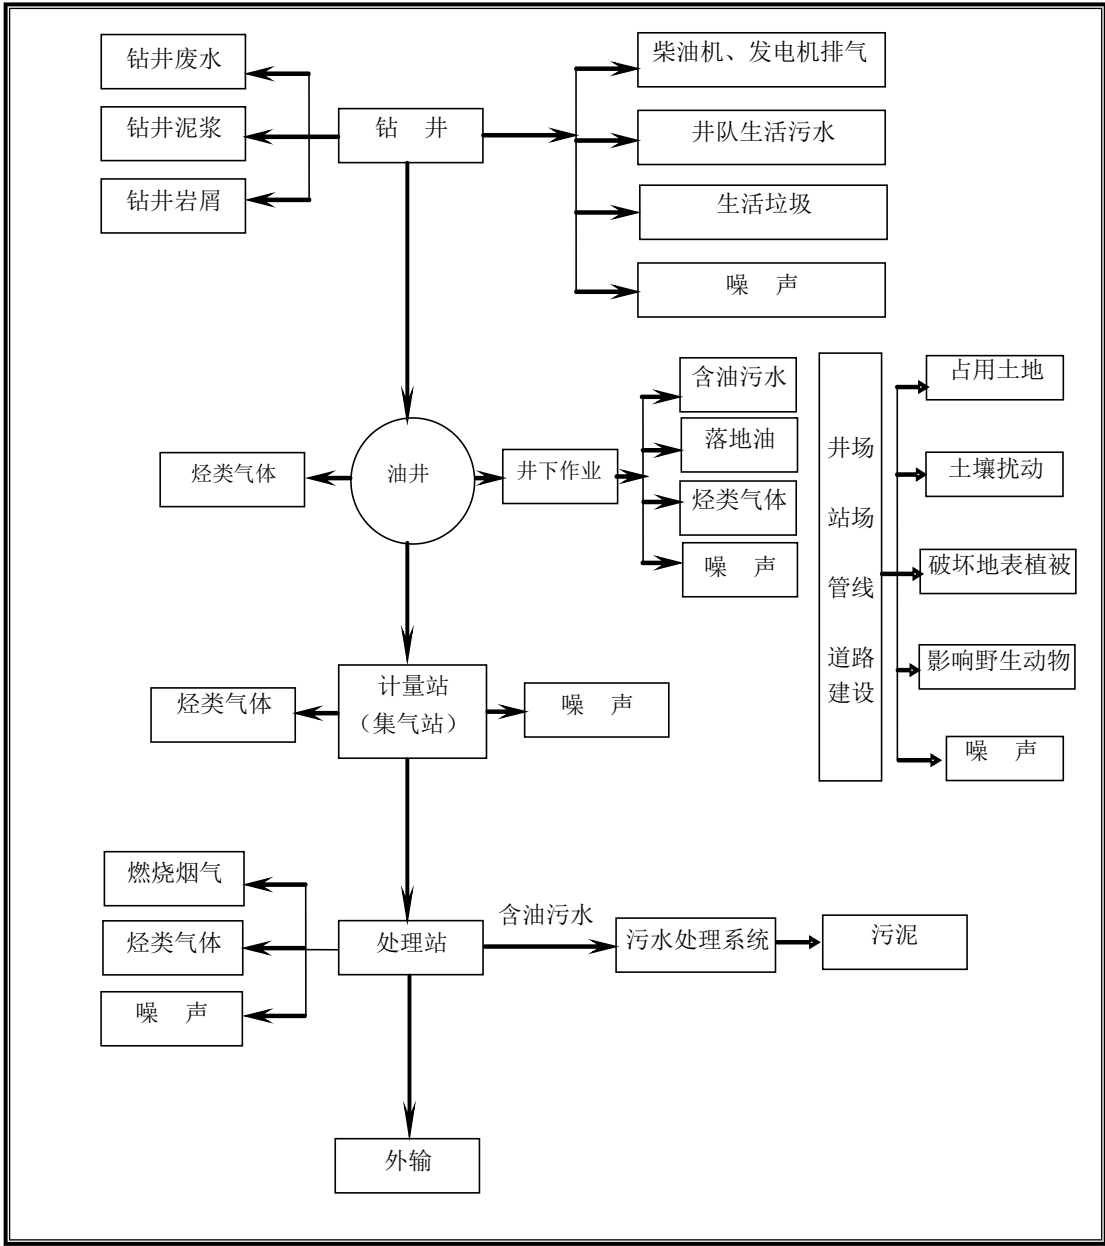 钻井废水
钻井泥浆
钻井岩屑
钻 井
柴油机、发电机排气
井队生活污水
生活垃圾
噪 声
烃类气体
油井
井下作业
含油污水
落地油
烃类气体
噪 声
井场
站场
管线
道路
建设
占用土地
土壤扰动
破坏地表植被
影响野生动物
噪 声
烃类气体
计量站
（集气站）
噪 声
燃烧烟气
烃类气体
噪 声
处理站
含油污水
污水处理系统
污泥
外输